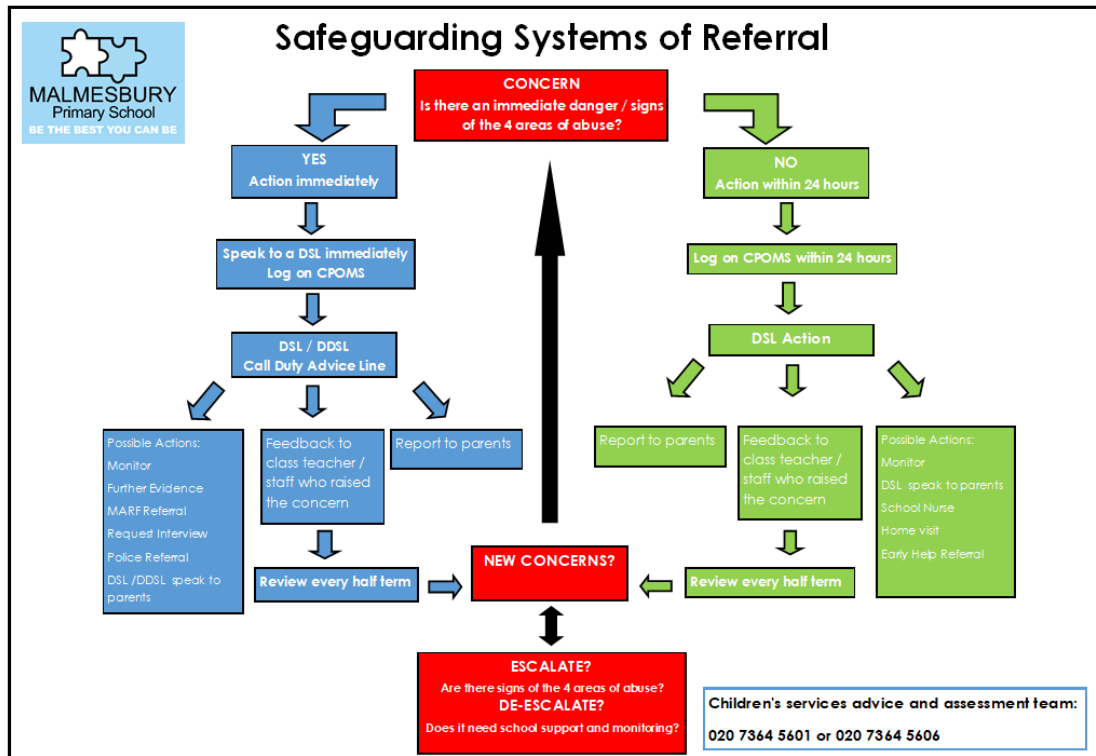 Safeguarding Systems of Referral
MALMESBURY
Primary School
BE THE BEST YOU CAN BE
CONCERN
Is there an immediate danger / signs
of the 4 areas of abuse?
YES
Action immediately
Speak to a DSL immediately
Log on CPOMS
DSL / DDSL
Call Duty Advice Line
Possible Actions:
Monitor
Further Evidence
MARF Referral
Request Interview
Police Referral
DSL /DDSL speak to
parents
Feedback to
class teacher /
staff who raised
the concern
Report to parents
Review every half term
NO
Action within 24 hours
Log on CPOMS within 24 hours
DSL Action
Report to parents
Feedback to
class teacher /
staff who raised
the concern
Possible Actions:
Monitor
DSL speak to parents
School Nurse
Home visit
Early Help Referral
Review every half term
NEW CONCERNS?
ESCALATE?
Are there signs of the 4 areas of abuse?
DE-ESCALATE?
Does it need school support and monitoring?
Children's services advice and assessment team:
020 7364 5601 or 020 7364 5606